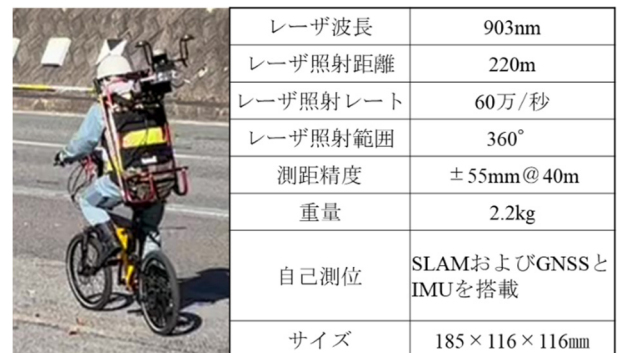 レーザ波長 903nm
レーザ照射距離 220m
レーザ照射レート 60万/秒
レーザ照射範囲 360°
測距精度 ±55mm@40m
重量 2.2kg
自己測位 SLAMおよびGNSSと
IMUを搭載
サイズ 185×116×116㎜